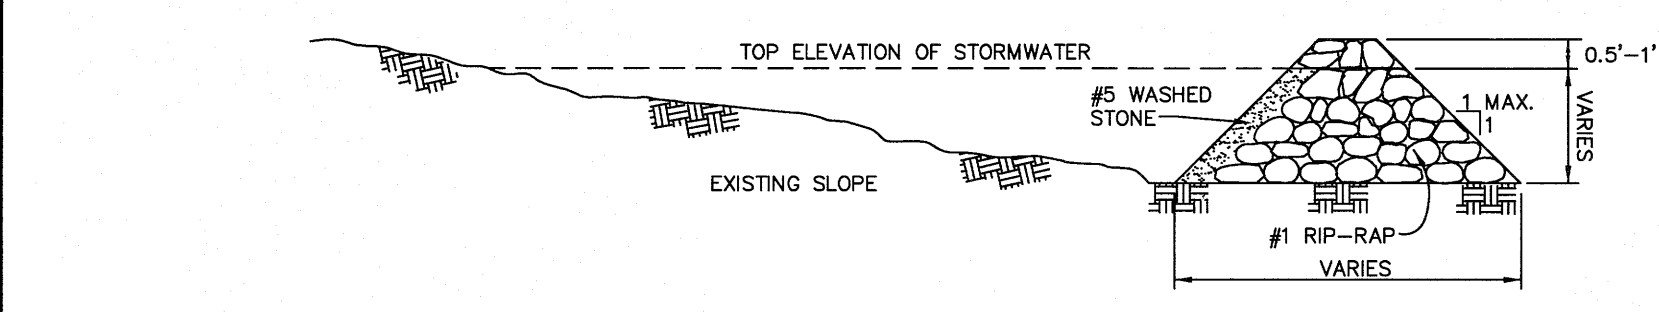 TOP ELEVATION OF STORMWATER
0.5'-1'
#5 WASHED
STONE
1 MAX.
1
VARIES
EXISTING SLOPE
#1 RIP-RAP
VARIES